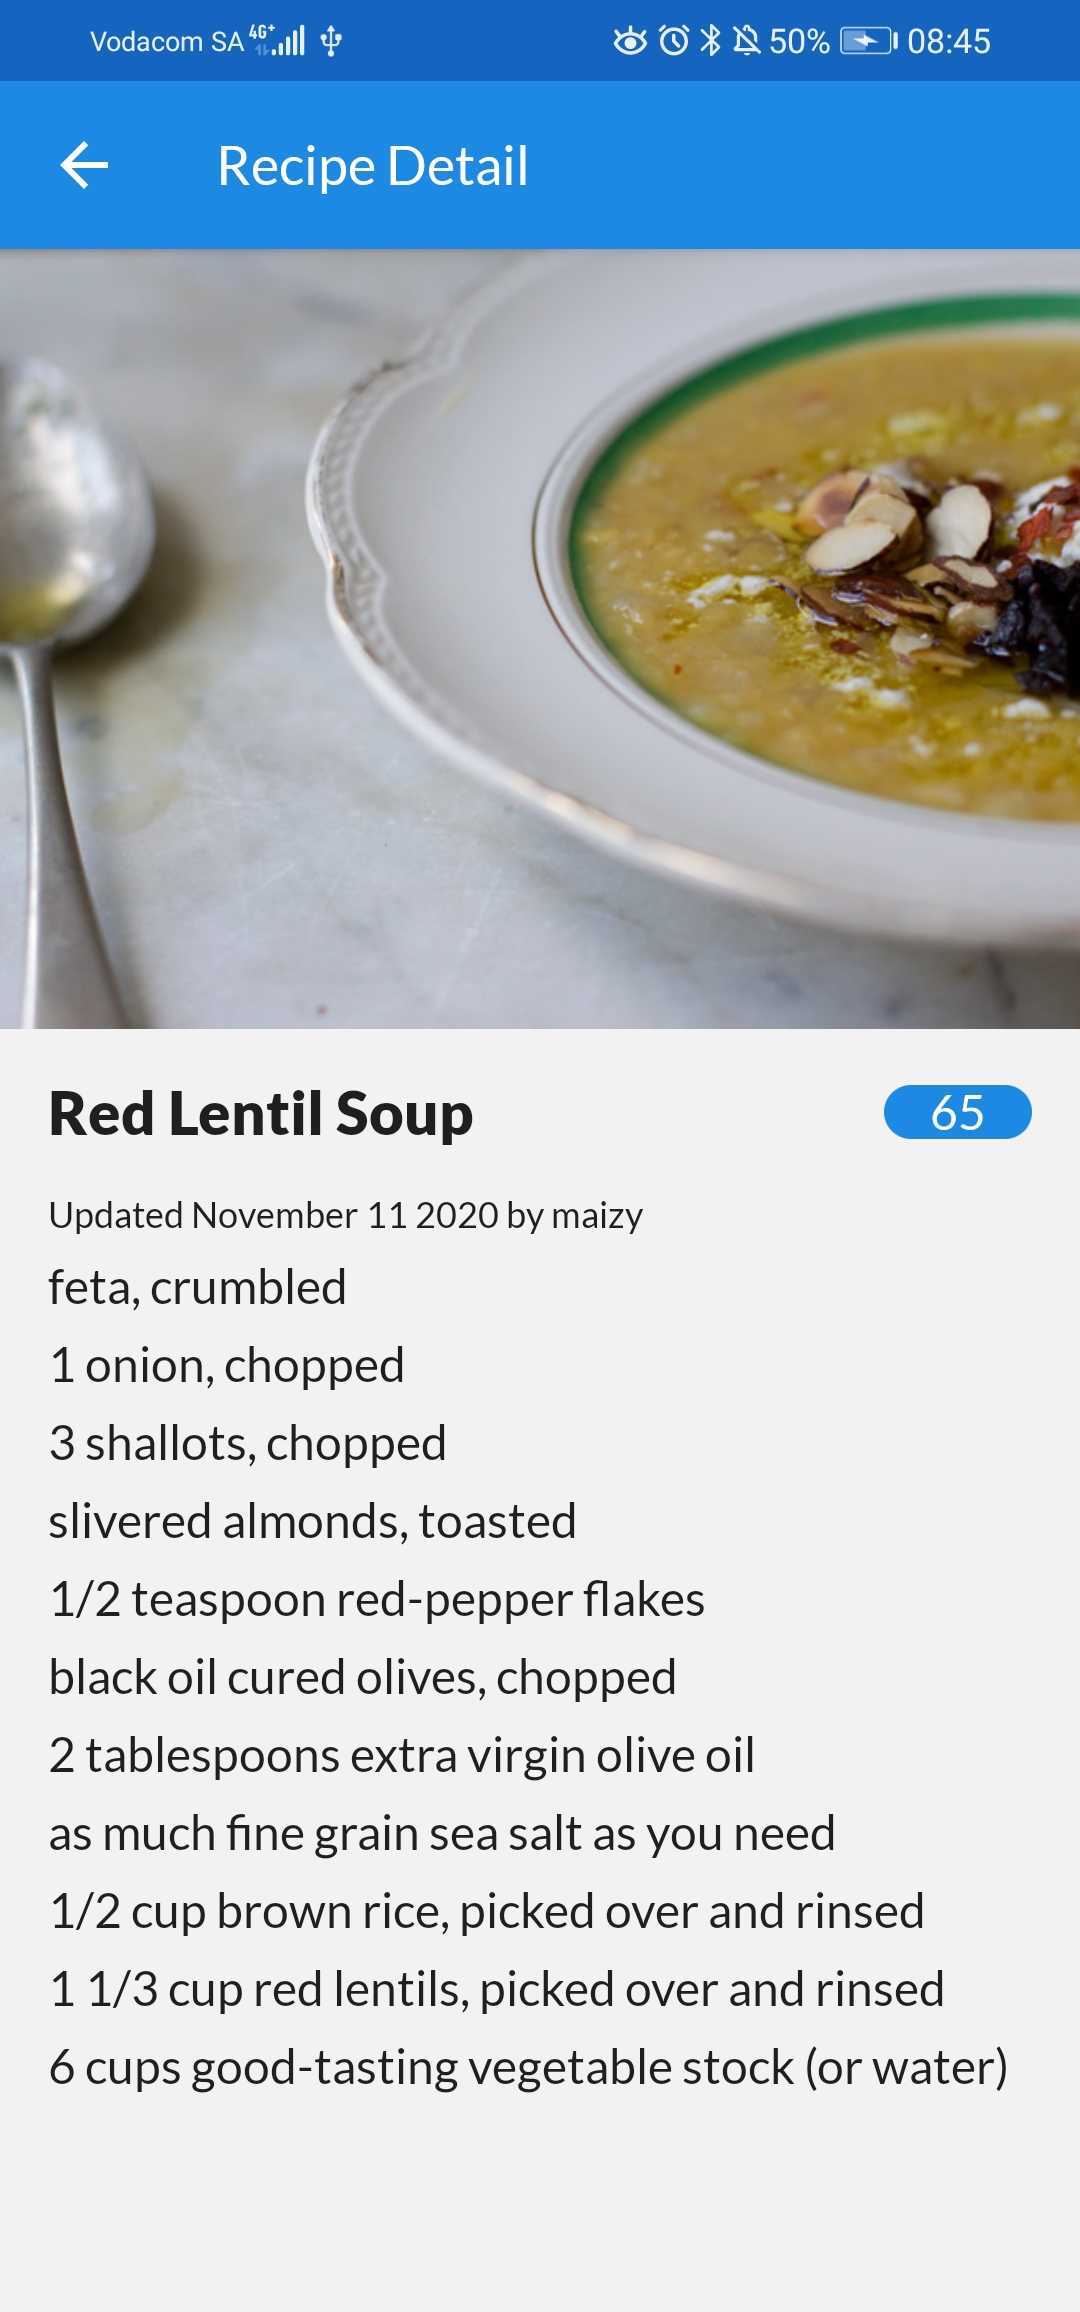 Vodacom SA 4G+ 50% 08:45
Recipe Detail
Red Lentil Soup 65
Updated November 11 2020 by maizy
feta, crumbled
1 onion, chopped
3 shallots, chopped
slivered almonds, toasted
1/2 teaspoon red-pepper flakes
black oil cured olives, chopped
2 tablespoons extra virgin olive oil
as much fine grain sea salt as you need
1/2 cup brown rice, picked over and rinsed
1 1/3 cup red lentils, picked over and rinsed
6 cups good-tasting vegetable stock (or water)